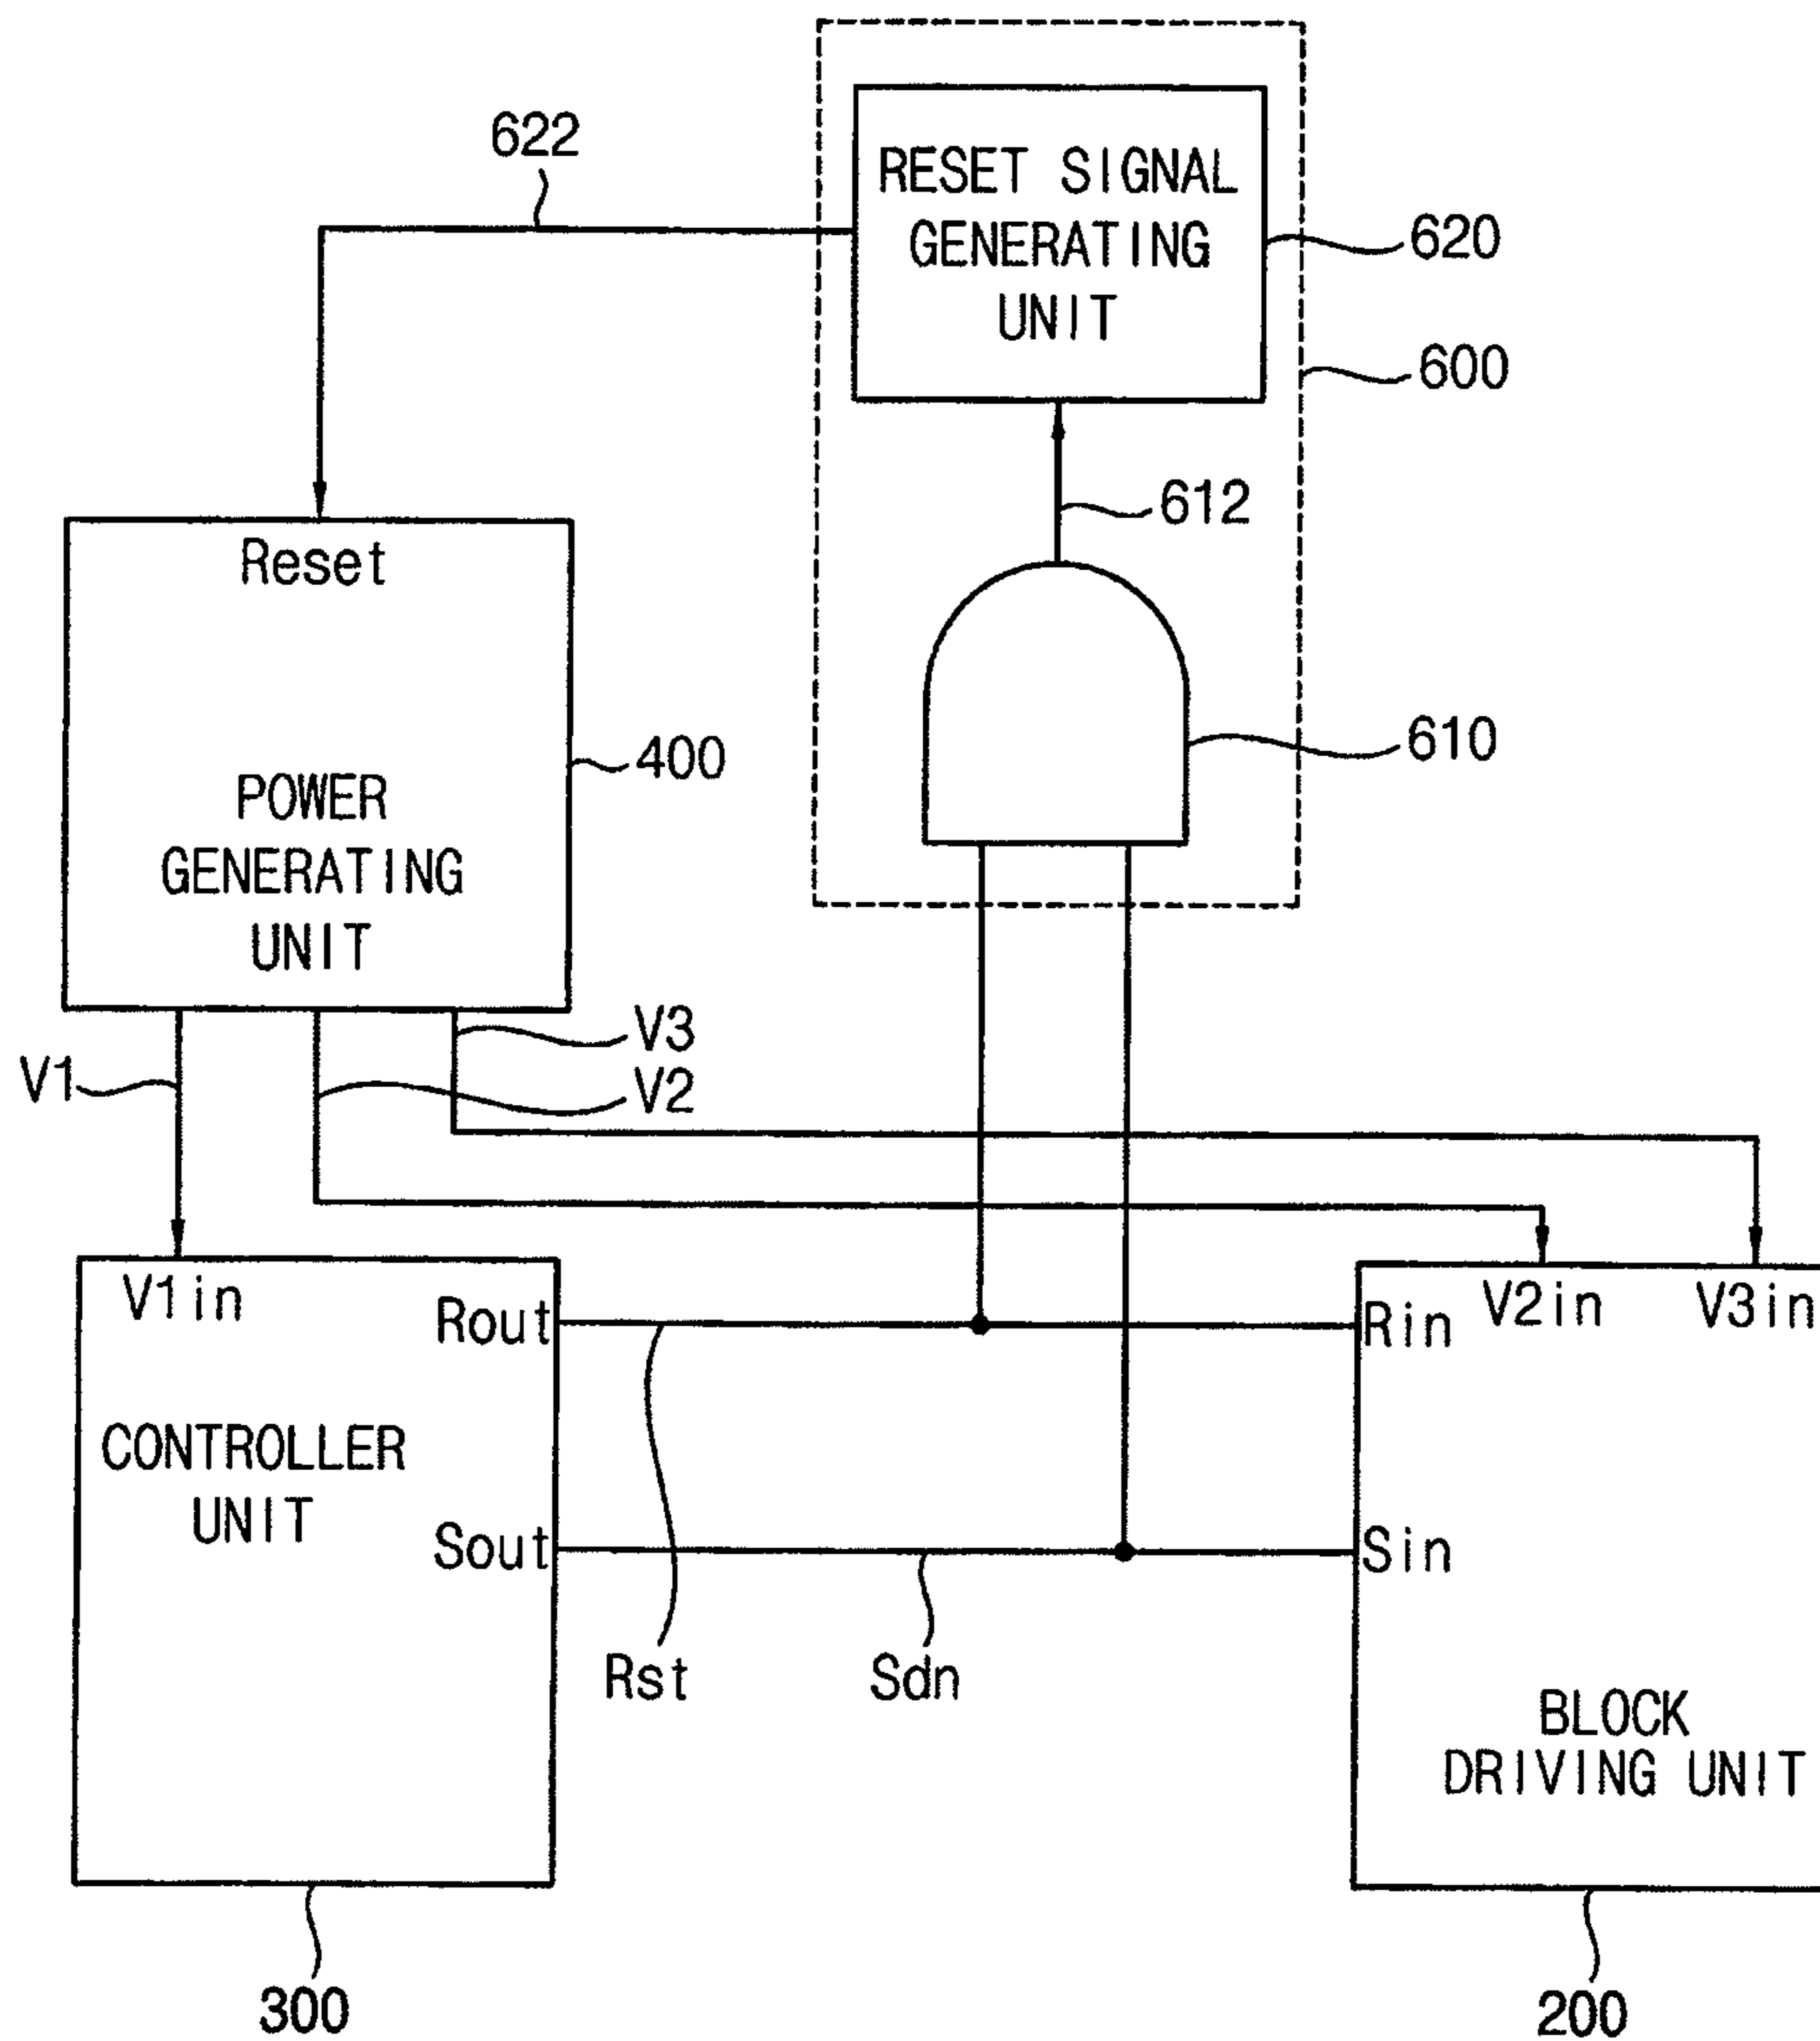 622
RESET SIGNAL
GENERATING
UNIT
620
600
612
Reset
610
400
POWER
GENERATING
UNIT
V3
V1
V2
V1in
Rout
Rin
V2in
V3in
CONTROLLER
UNIT
Sout
Sin
Rst
Sdn
BLOCK
DRIVING UNIT
300
200